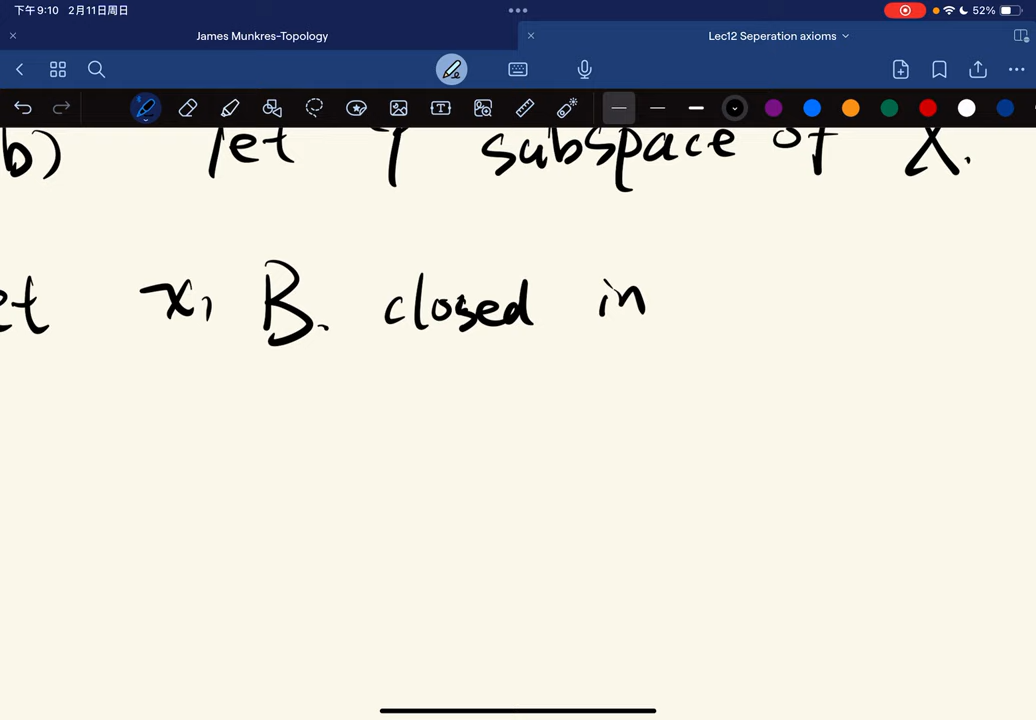 下午9:10 2月11日周日 52%
James Munkres-Topology
Lec12 Seperation axioms
b) let Y subspace of X.
et x, B. closed in